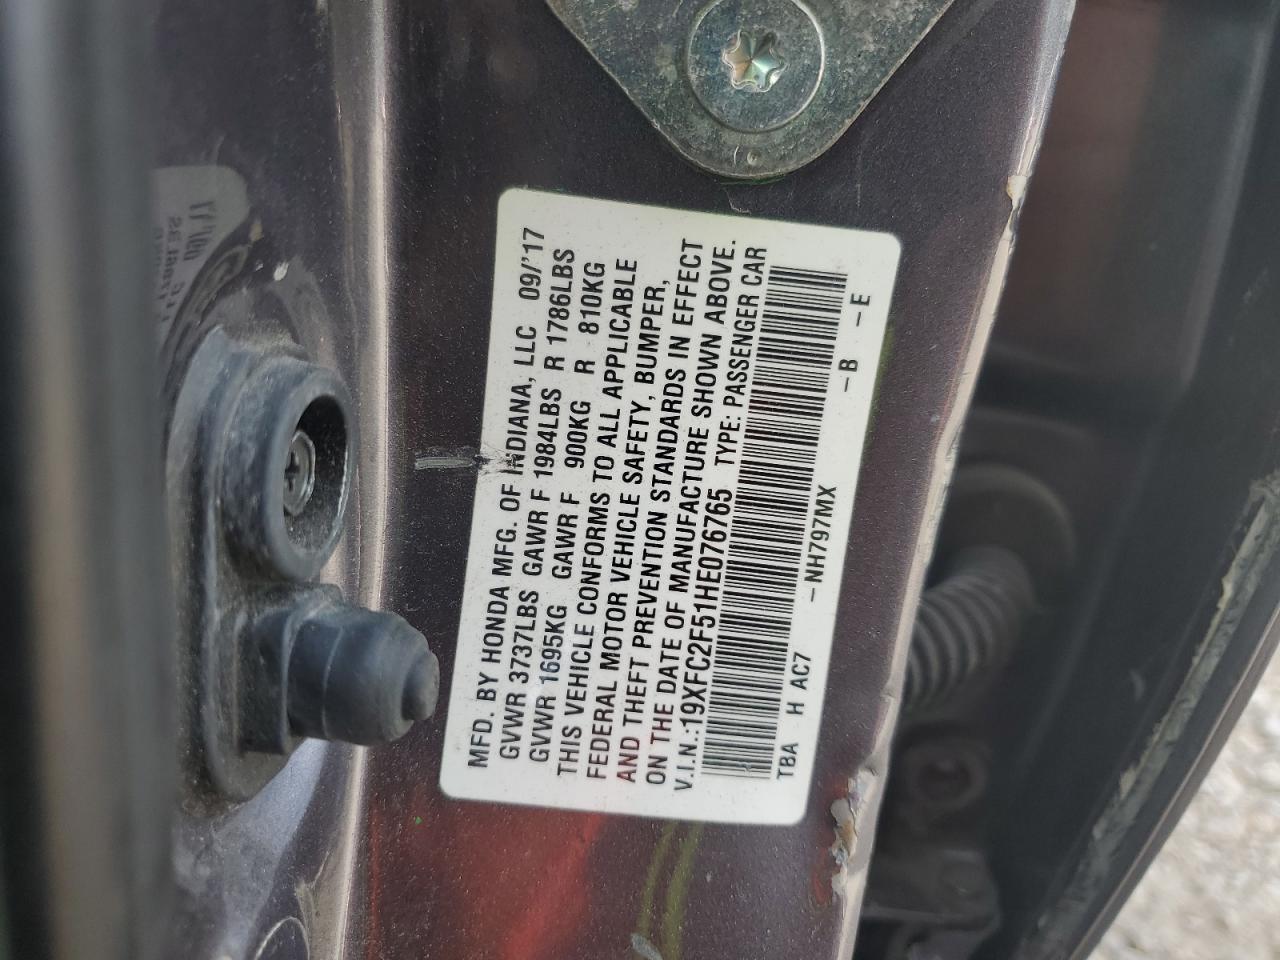 MFD. BY HONDA MFG. OF INDIANA, LLC 09/'17
GVWR 3737LBS GAWR F 1984LBS R 1786LBS
GVWR 1695KG GAWR F 900KG R 810KG
THIS VEHICLE CONFORMS TO ALL APPLICABLE
FEDERAL MOTOR VEHICLE SAFETY, BUMPER,
AND THEFT PREVENTION STANDARDS IN EFFECT
ON THE DATE OF MANUFACTURE SHOWN ABOVE.
V.I.N.:19XFC2F51HE076765 TYPE: PASSENGER CAR
TBA H AC7 -NH797MX -B -E